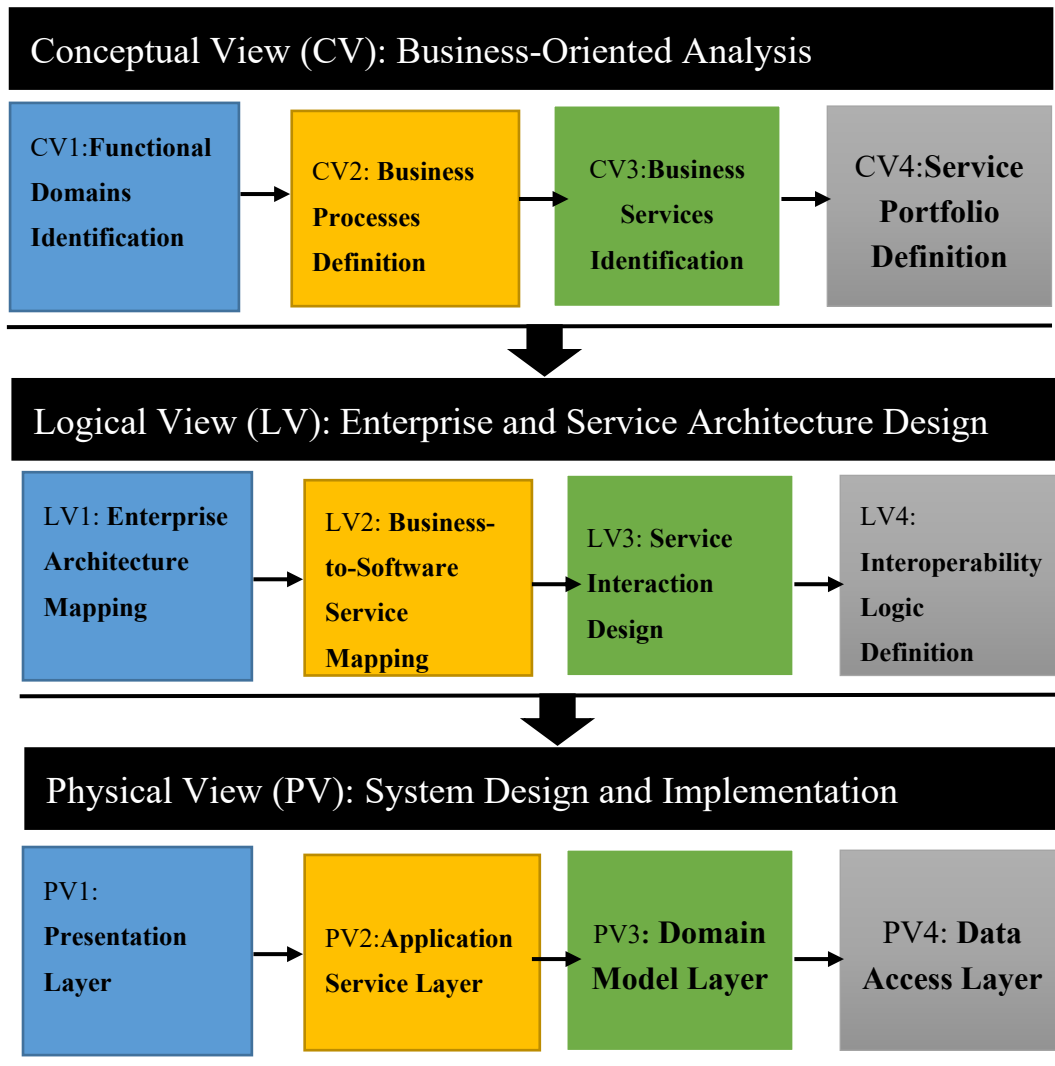 Conceptual View (CV): Business-Oriented Analysis
CV1:Functional
Domains
Identification
CV2: Business
Processes
Definition
CV3:Business
Services
Identification
CV4:Service
Portfolio
Definition
Logical View (LV): Enterprise and Service Architecture Design
LV1: Enterprise
Architecture
Mapping
LV2: Business-
to-Software
Service
Mapping
LV3: Service
Interaction
Design
LV4:
Interoperability
Logic
Definition
Physical View (PV): System Design and Implementation
PV1:
Presentation
Layer
PV2:Application
Service Layer
PV3: Domain
Model Layer
PV4: Data
Access Layer